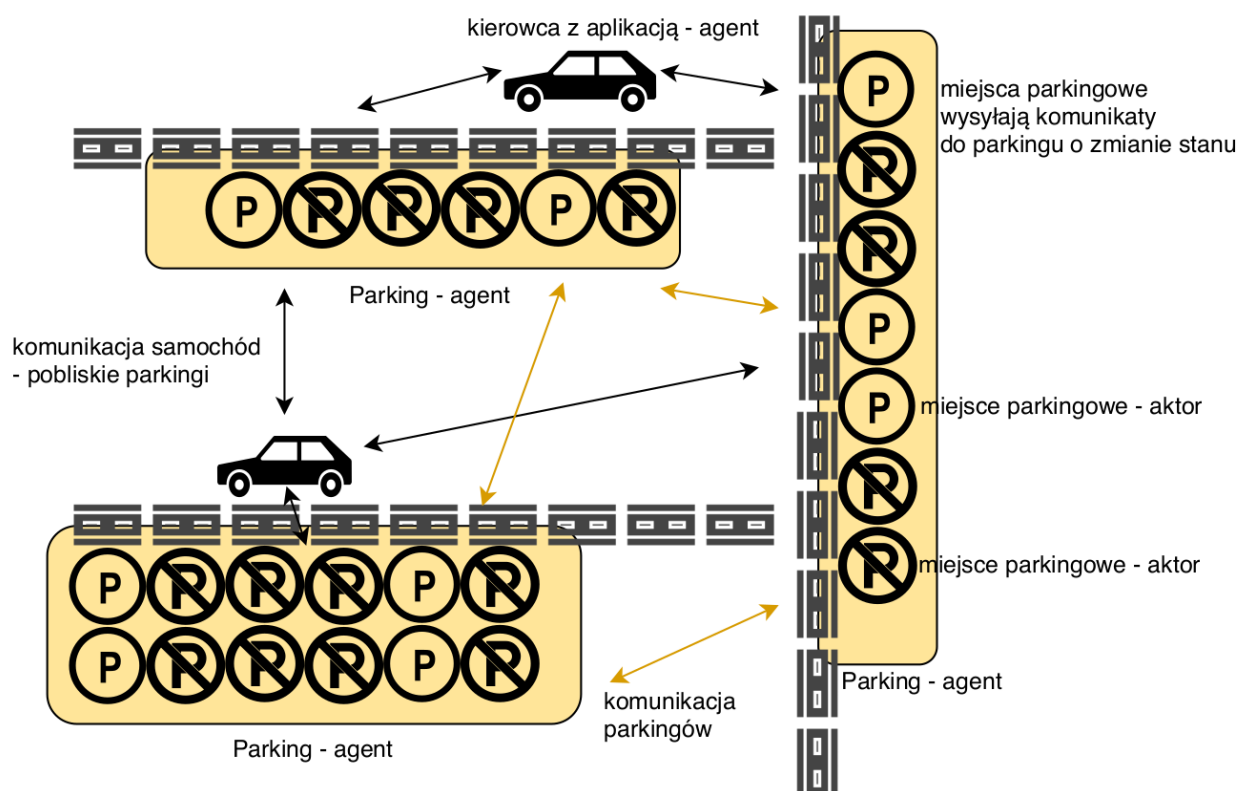 kierowca z aplikacją - agent
miejsca parkingowe
wysyłają komunikaty
do parkingu o zmianie stanu
P P P P P P
Parking - agent
komunikacja samochód
- pobliskie parkingi
P
P
P
P
P miejsce parkingowe - aktor
P
P miejsce parkingowe - aktor
P P P P P P
P P P P P P
Parking - agent
komunikacja
parkingów
Parking - agent